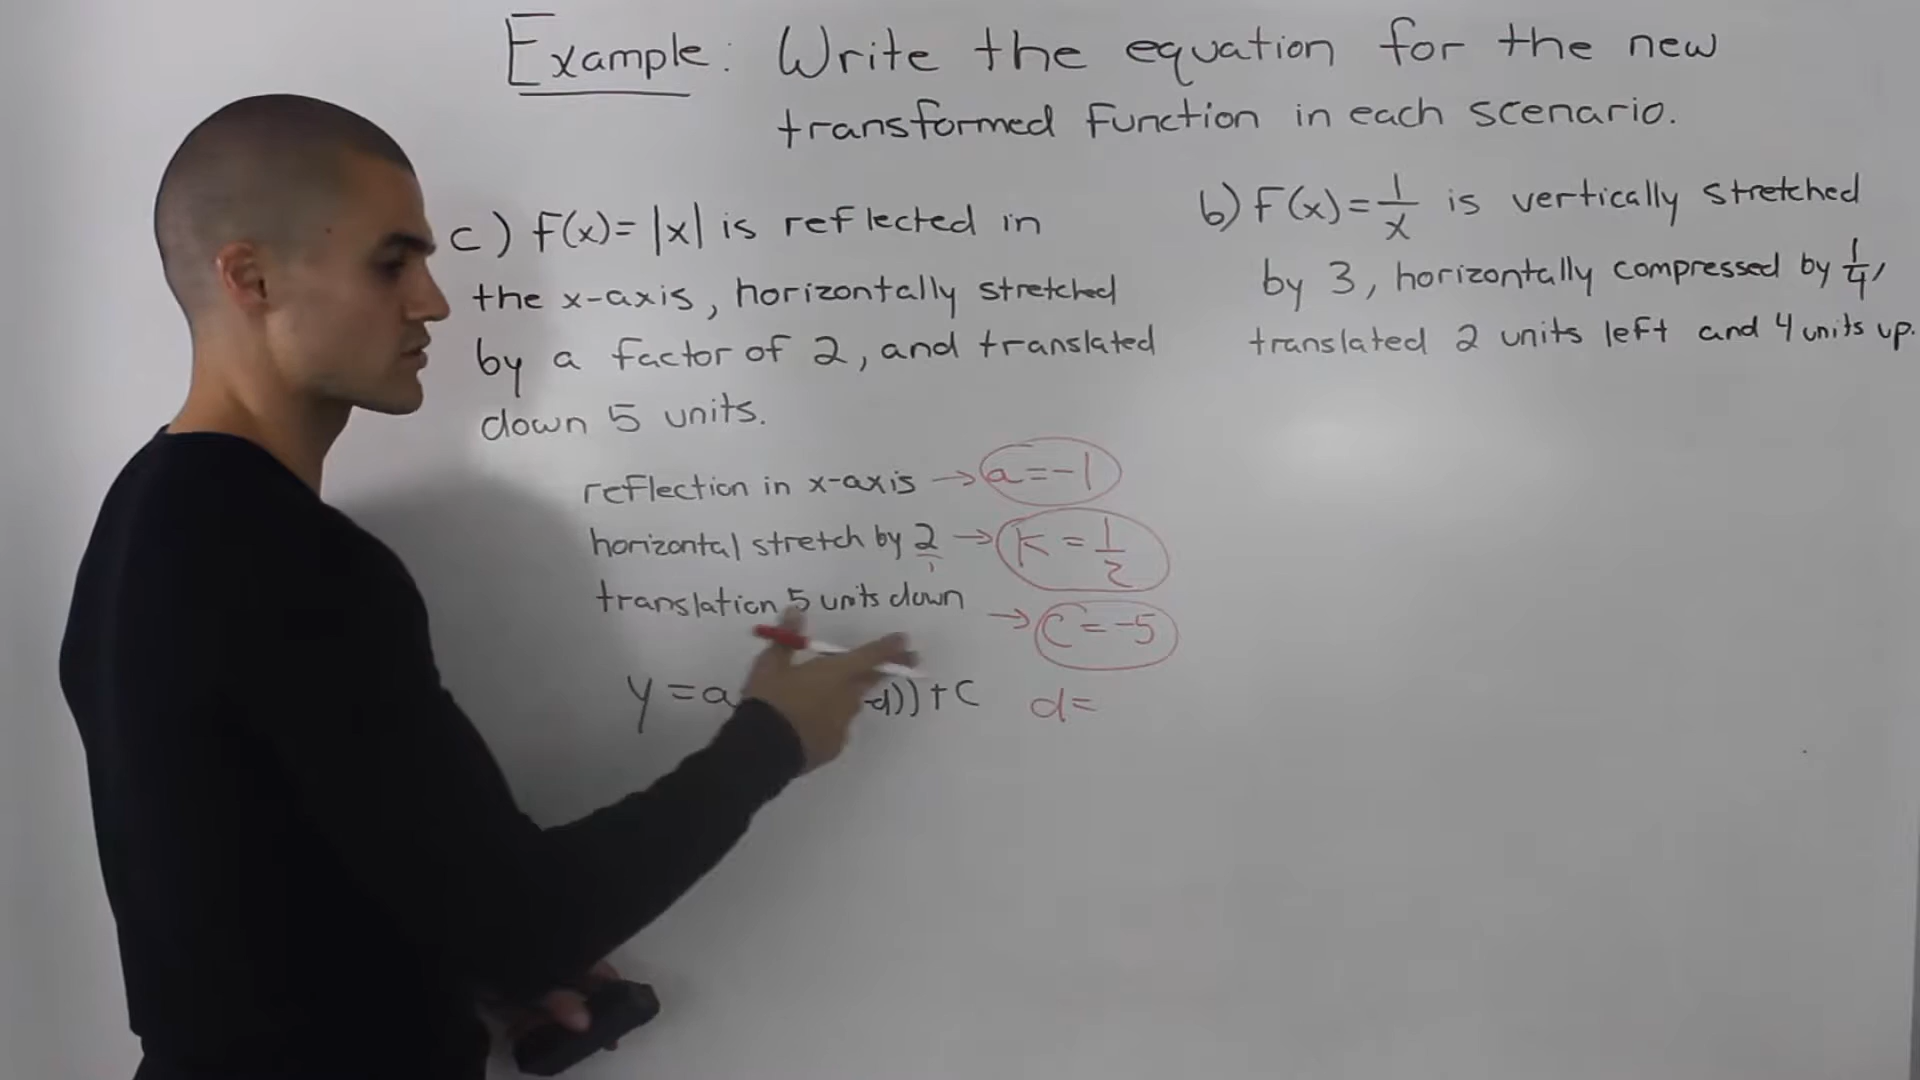 Example: Write the equation for the new
transformed function in each scenario.
c) f(x)=|x| is reflected in
the x-axis, horizontally stretched
by a factor of 2, and translated
down 5 units.
reflection in x-axis → a=-1
horizontal stretch by 2/1 → K=1/2
translation 5 units down → C=-5
y=a -d))+C d=
b) f(x)=1/x is vertically stretched
by 3, horizontally compressed by 1/4,
translated 2 units left and 4 units up.